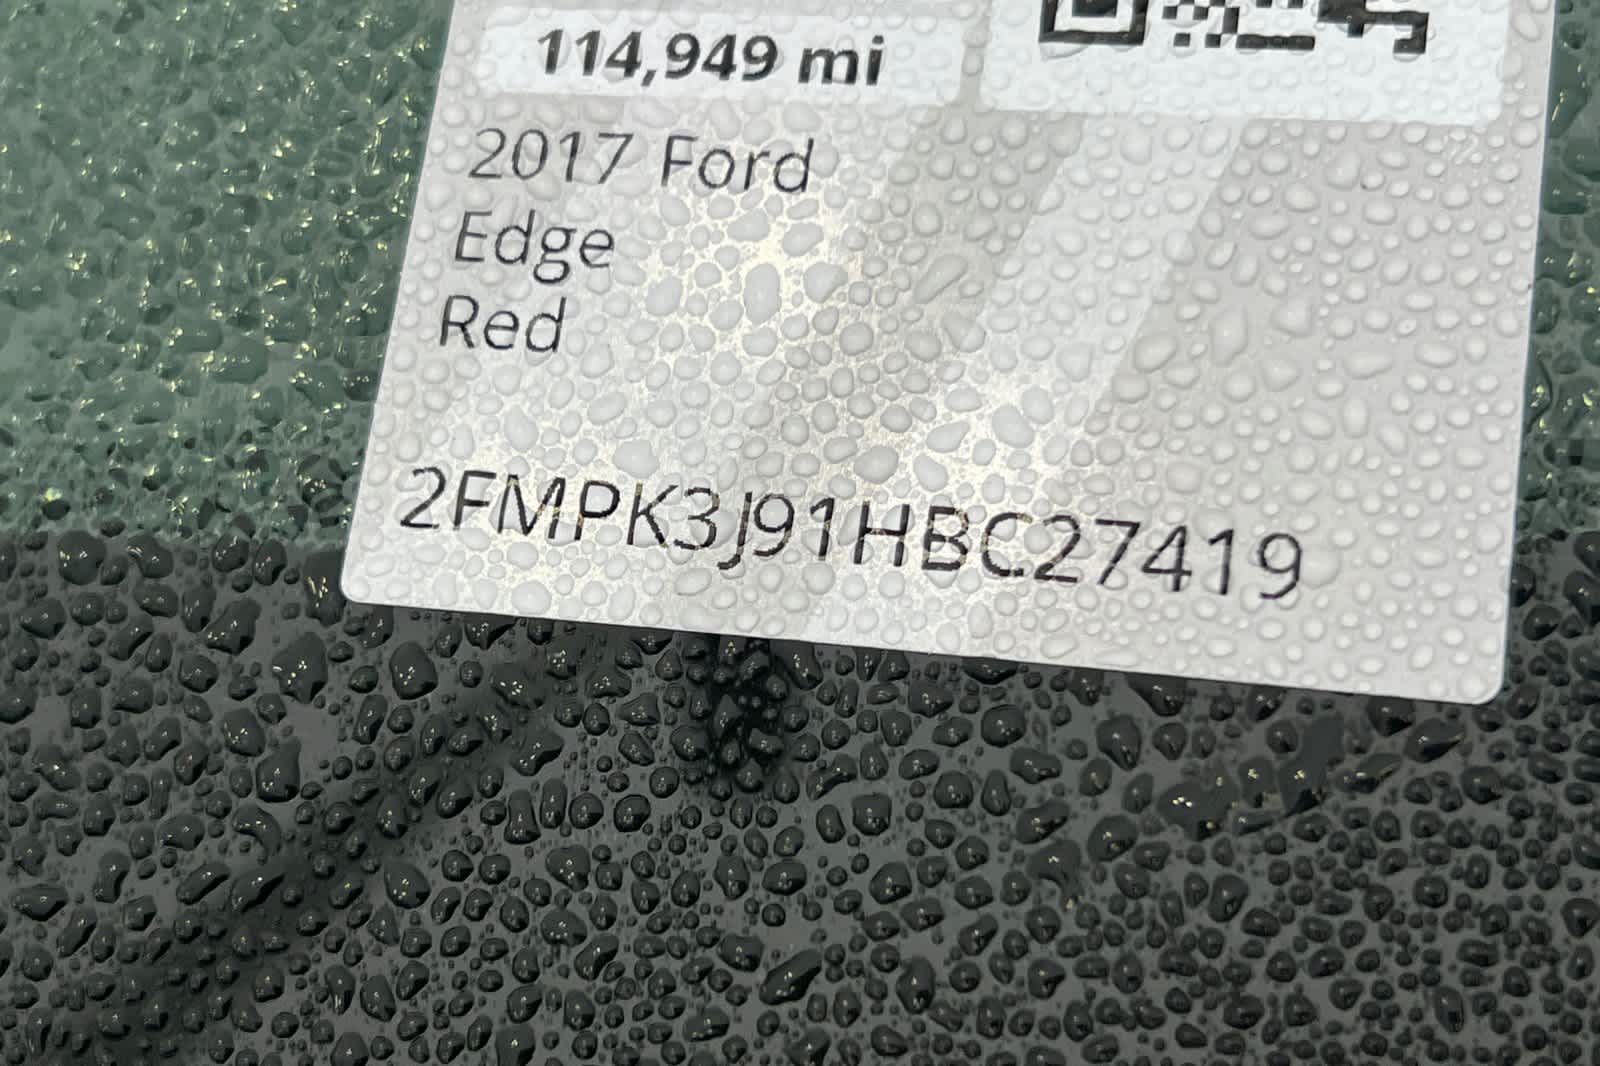 114,949 mi
2017 Ford
Edge
Red
2FMPK3J91HBC27419